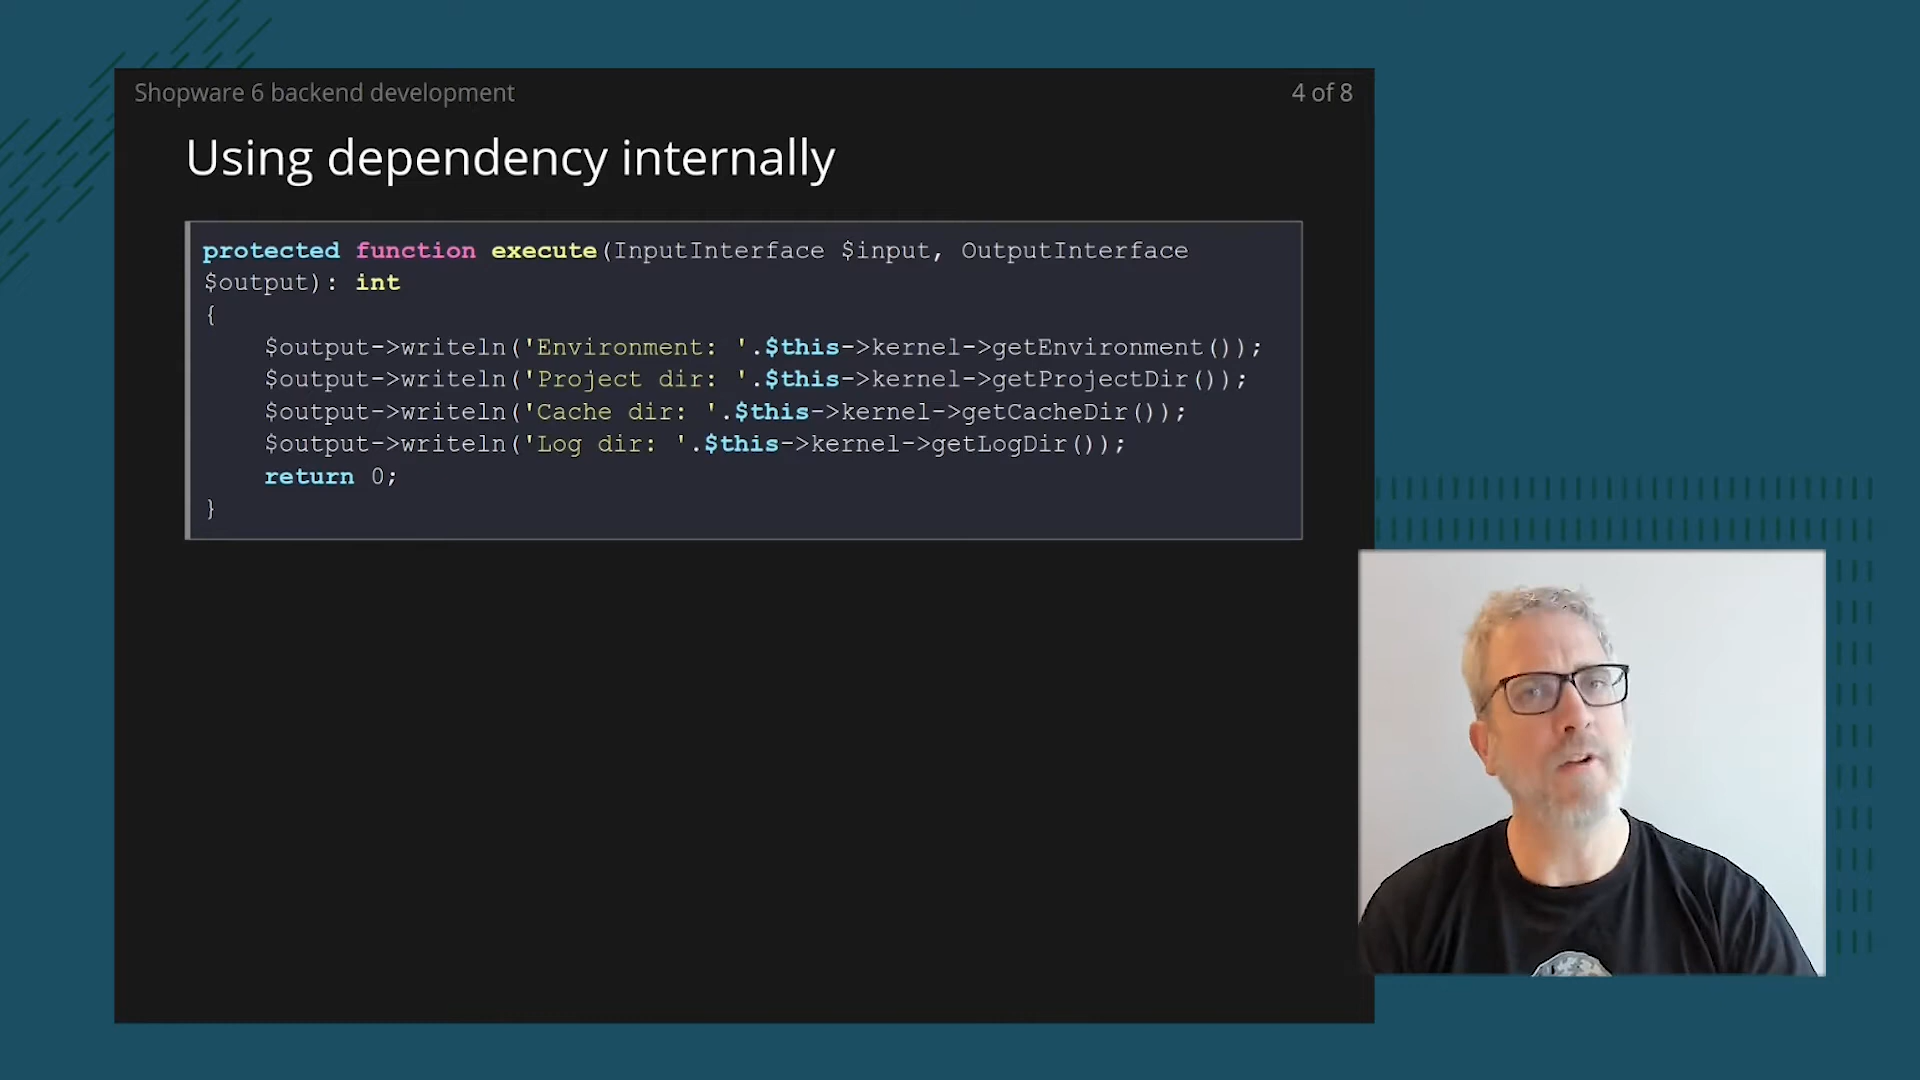 Shopware 6 backend development
4 of 8
Using dependency internally
protected function execute(InputInterface $input, OutputInterface
$output): int
{
    $output->writeln('Environment: '.$this->kernel->getEnvironment());
    $output->writeln('Project dir: '.$this->kernel->getProjectDir());
    $output->writeln('Cache dir: '.$this->kernel->getCacheDir());
    $output->writeln('Log dir: '.$this->kernel->getLogDir());
    return 0;
}